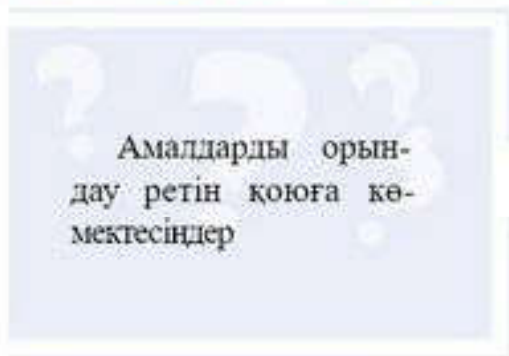 Амалдарды орын-
дау ретін қоюға кө-
мектесіңдер